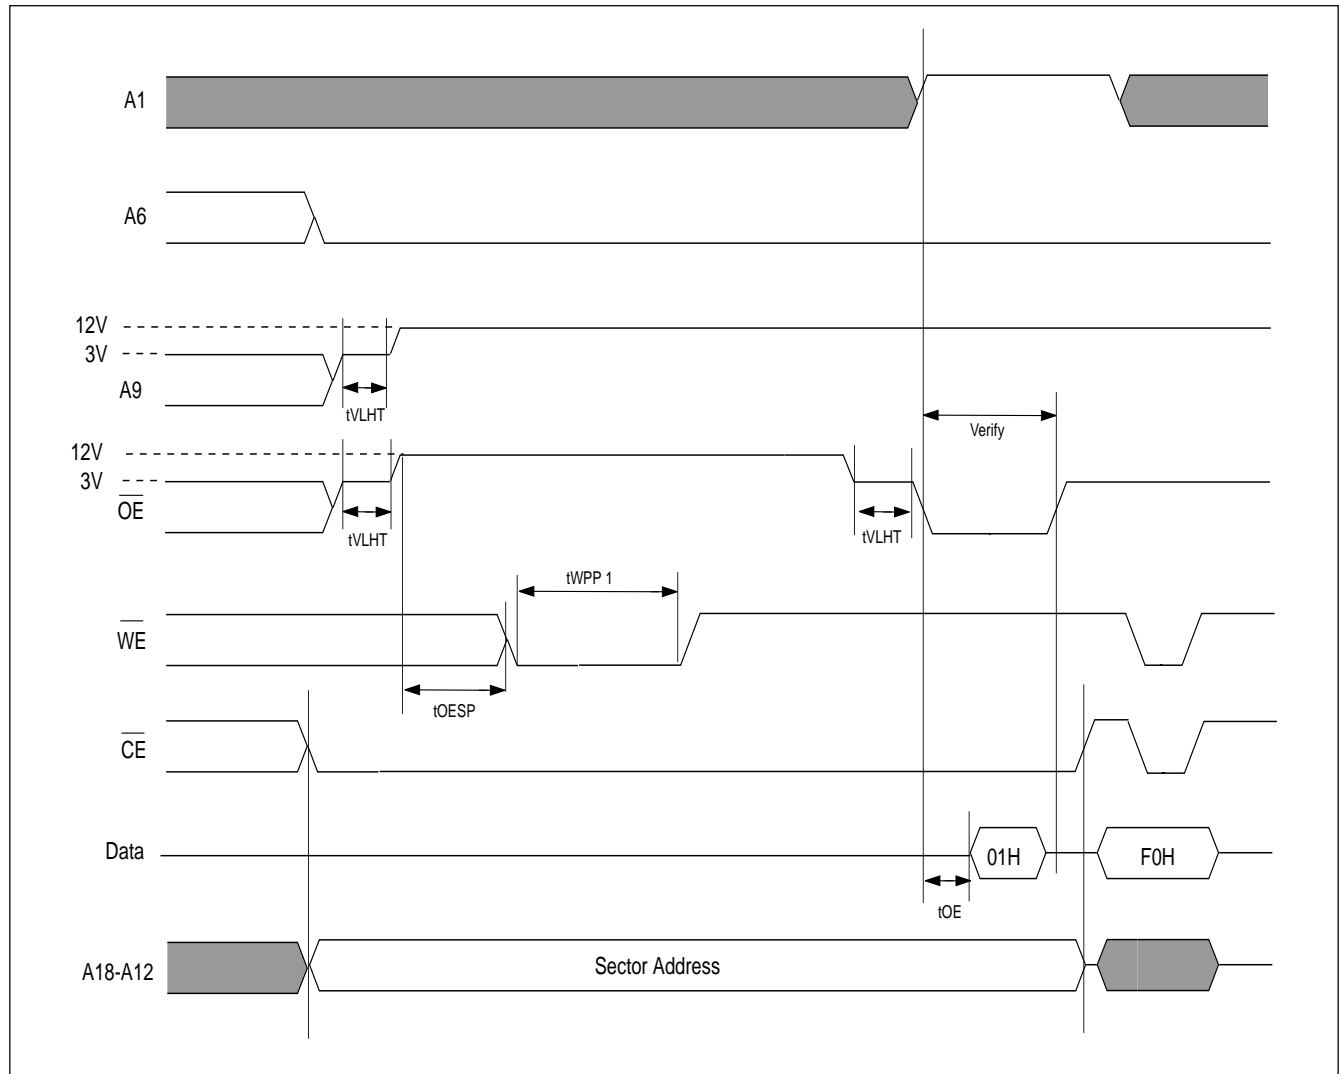 A1
A6
12V
3V
A9
tVLHT
Verify
12V
3V
OE
tVLHT
tVLHT
tWPP 1
WE
tOESP
CE
Data
01H
F0H
tOE
A18-A12
Sector Address